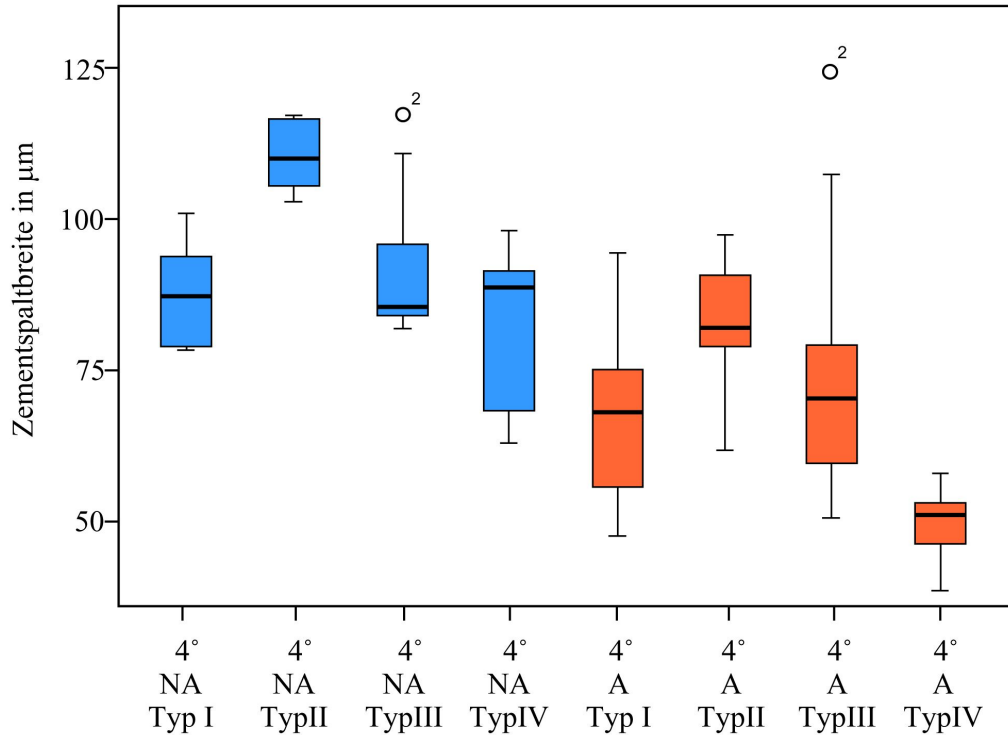 Zementspaltbreite in µm
125
100
75
50
2
2
4° 4° 4° 4° 4° 4° 4° 4°
NA NA NA NA A A A A
Typ I TypII TypIII TypIV Typ I TypII TypIII TypIV